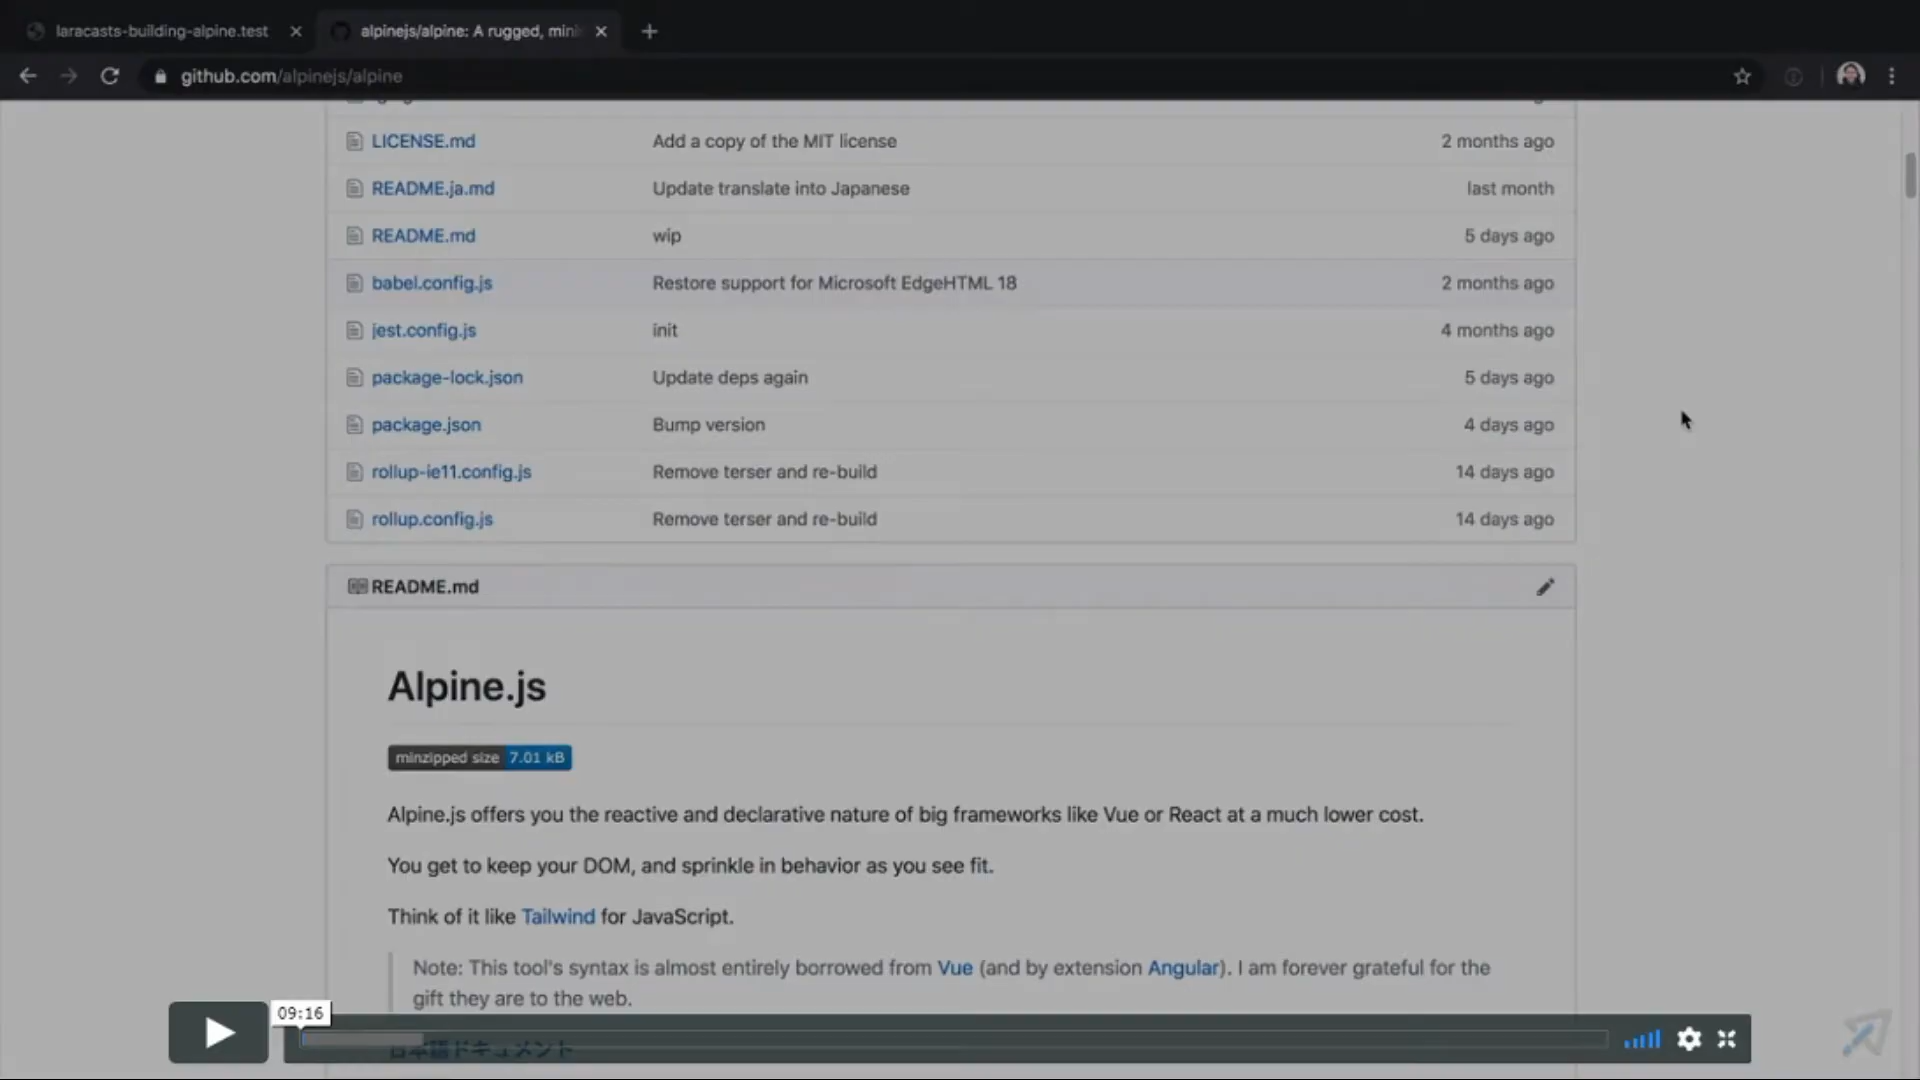 laracasts-building-alpine.test
alpinejs/alpine: A rugged, mini
github.com/alpinejs/alpine
LICENSE.md Add a copy of the MIT license 2 months ago
README.ja.md Update translate into Japanese last month
README.md wip 5 days ago
babel.config.js Restore support for Microsoft EdgeHTML 18 2 months ago
jest.config.js init 4 months ago
package-lock.json Update deps again 5 days ago
package.json Bump version 4 days ago
rollup-ie11.config.js Remove terser and re-build 14 days ago
rollup.config.js Remove terser and re-build 14 days ago
README.md
Alpine.js
minzipped size 7.01 kB
Alpine.js offers you the reactive and declarative nature of big frameworks like Vue or React at a much lower cost.
You get to keep your DOM, and sprinkle in behavior as you see fit.
Think of it like Tailwind for JavaScript.
Note: This tool's syntax is almost entirely borrowed from Vue (and by extension Angular). I am forever grateful for the
gift they are to the web.
09:16
日本語ドキュメント